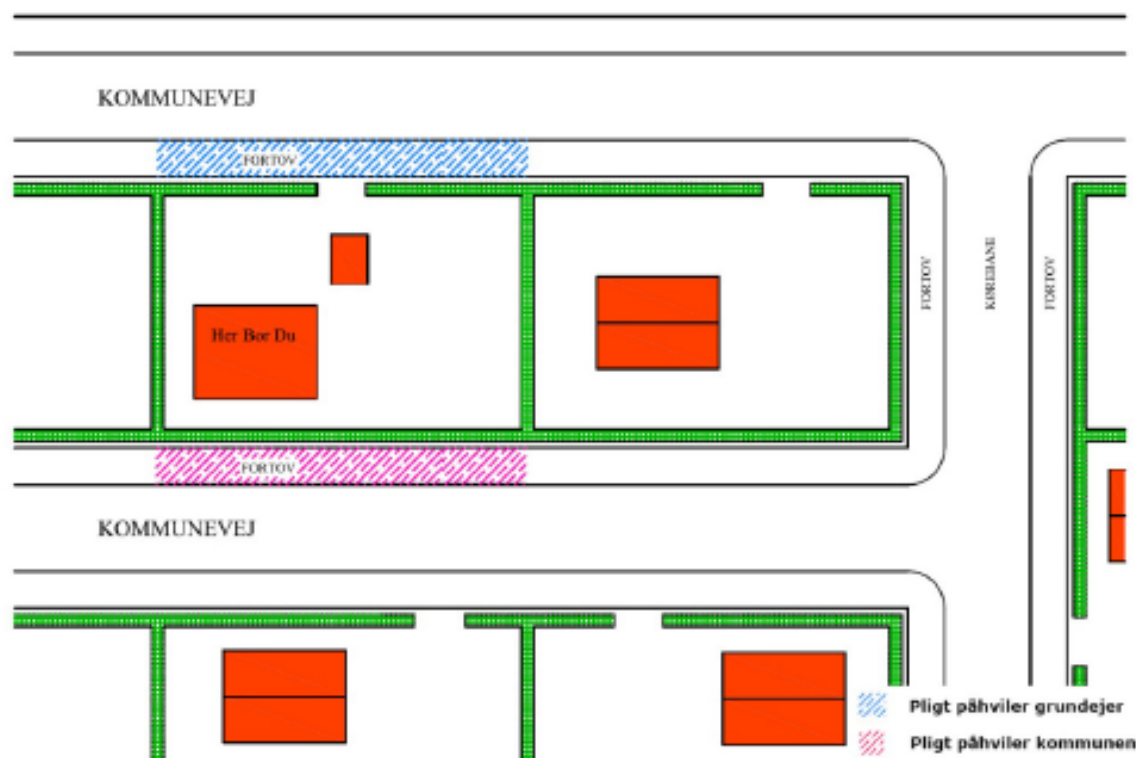 KOMMUNEVEJ
FORTOV
Her Bor Du
FORTOV
KØREBANE
FORTOV
FORTOV
KOMMUNEVEJ
Pligt påhviler grundejer
Pligt påhviler kommunen